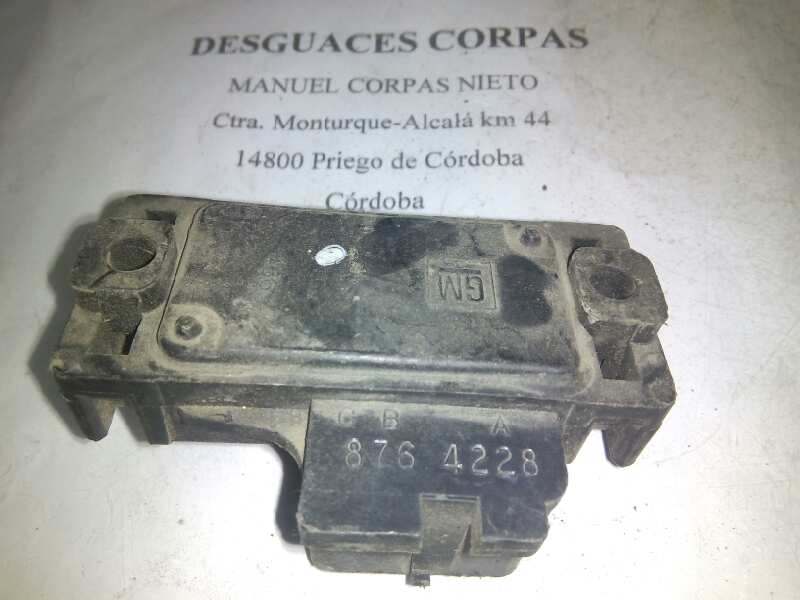 DESGUACES CORPAS
MANUEL CORPAS NIETO
Ctra. Monturque-Alcalá km 44
14800 Priego de Córdoba
Córdoba
GM
C B A
876 4228